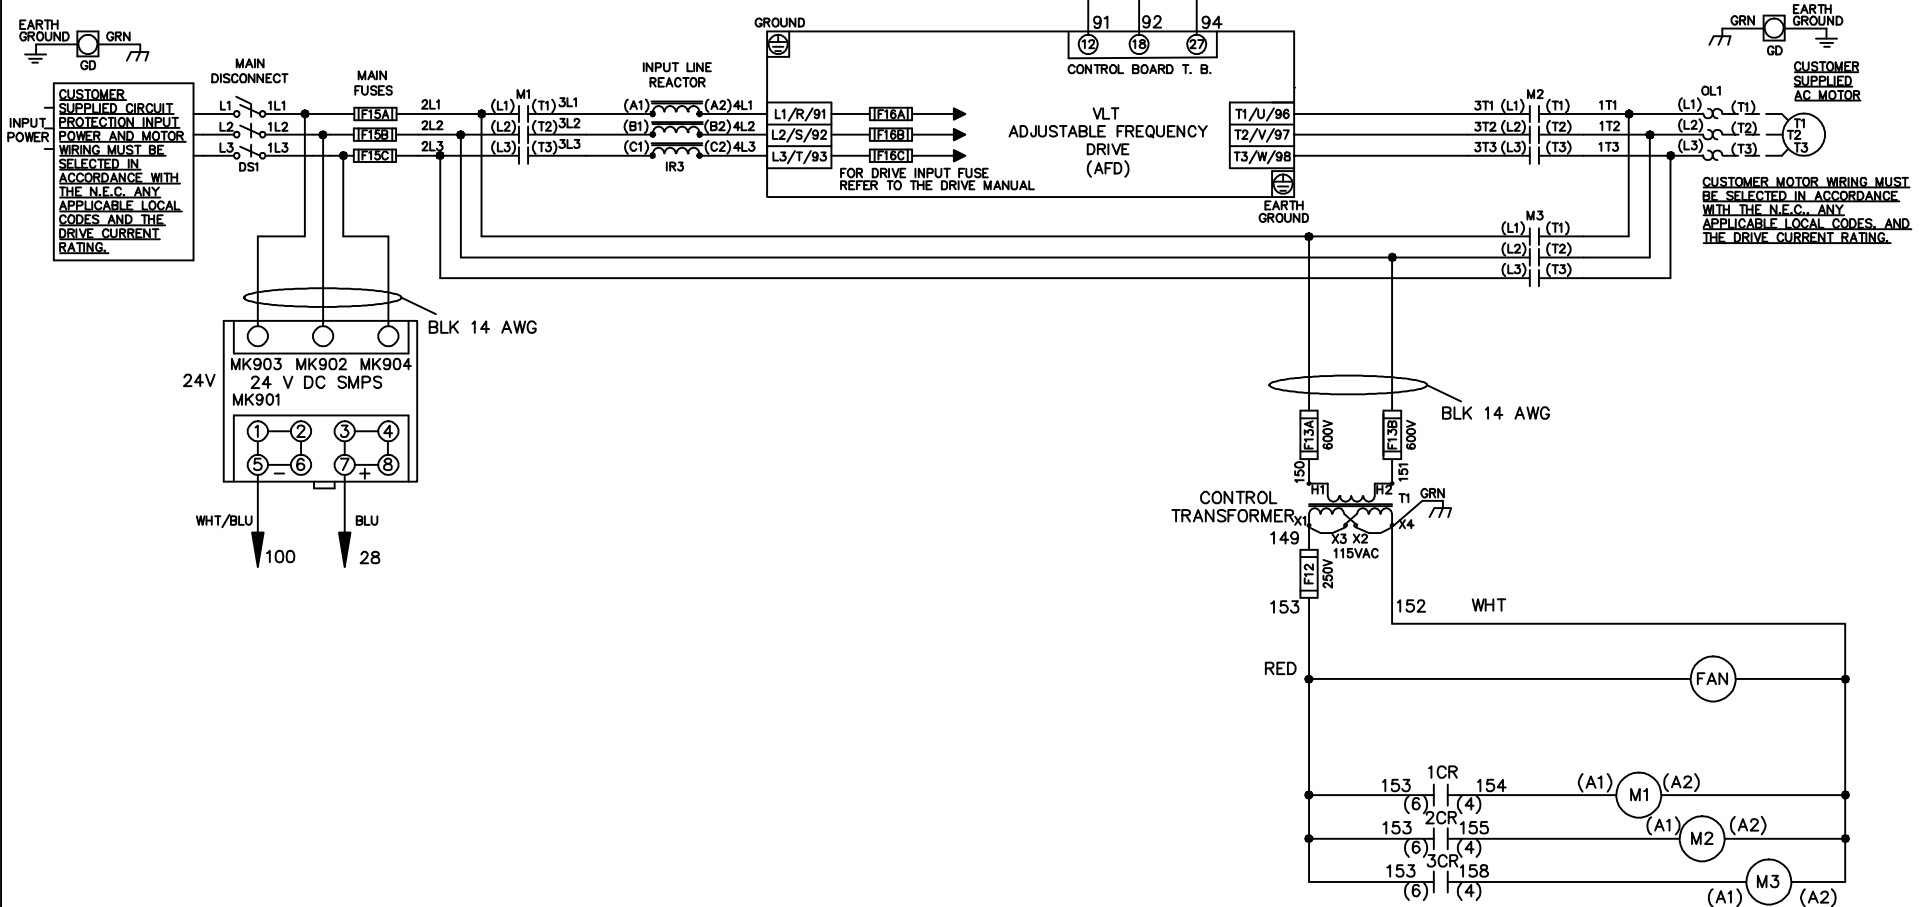 EARTH
GROUND
GRN
GD
CUSTOMER
SUPPLIED CIRCUIT
PROTECTION INPUT
POWER AND MOTOR
WIRING MUST BE
SELECTED IN
ACCORDANCE WITH
THE N.E.C. ANY
APPLICABLE LOCAL
CODES AND THE
DRIVE CURRENT
RATING.
INPUT
POWER
MAIN
DISCONNECT
L1 1L1
L2 1L2
L3 1L3
DS1
MAIN
FUSES
F15A
F15B
F15C
2L1
2L2
2L3
M1
(L1) (T1) 3L1
(L2) (T2) 3L2
(L3) (T3) 3L3
INPUT LINE
REACTOR
(A1) (A2) 4L1
(B1) (B2) 4L2
(C1) (C2) 4L3
IR3
GROUND
91 92 94
12 18 27
CONTROL BOARD T. B.
L1/R/91
L2/S/92
L3/T/93
F16A
F16B
F16C
FOR DRIVE INPUT FUSE
REFER TO THE DRIVE MANUAL
VLT
ADJUSTABLE FREQUENCY
DRIVE
(AFD)
T1/U/96
T2/V/97
T3/W/98
EARTH
GROUND
M2
3T1 (L1) (T1) 1T1
3T2 (L2) (T2) 1T2
3T3 (L3) (T3) 1T3
OL1
(L1) (T1)
(L2) (T2)
(L3) (T3)
T1
T2
T3
GRN
GD
EARTH
GROUND
CUSTOMER
SUPPLIED
AC MOTOR
CUSTOMER MOTOR WIRING MUST
BE SELECTED IN ACCORDANCE
WITH THE N.E.C., ANY
APPLICABLE LOCAL CODES, AND
THE DRIVE CURRENT RATING.
M3
(L1) (T1)
(L2) (T2)
(L3) (T3)
BLK 14 AWG
MK903 MK902 MK904
24V
24 V DC SMPS
MK901
1 2 3 4
5 6 7 8
− +
WHT/BLU
BLU
100
28
BLK 14 AWG
F13A
600V
F13B
600V
150
151
H1 H2
T1
GRN
CONTROL
TRANSFORMER
X1
X3 X2
X4
115VAC
149
F12
250V
153
152
WHT
RED
FAN
1CR
153 154
(6) (4)
(A1) M1 (A2)
2CR
153 155
(6) (4)
(A1) M2 (A2)
3CR
153 158
(6) (4)
(A1) M3 (A2)